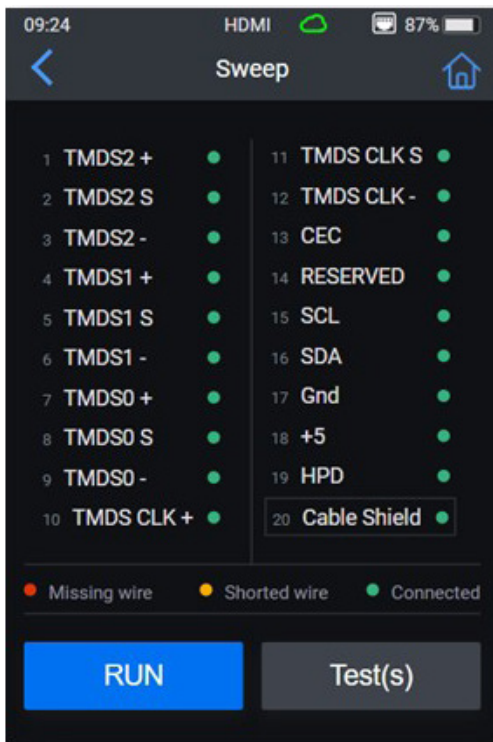 09:24 HDMI 87%
Sweep
1 TMDS2 +
2 TMDS2 S
3 TMDS2 -
4 TMDS1 +
5 TMDS1 S
6 TMDS1 -
7 TMDS0 +
8 TMDS0 S
9 TMDS0 -
10 TMDS CLK +
11 TMDS CLK S
12 TMDS CLK -
13 CEC
14 RESERVED
15 SCL
16 SDA
17 Gnd
18 +5
19 HPD
20 Cable Shield
Missing wire Shorted wire Connected
RUN Test(s)